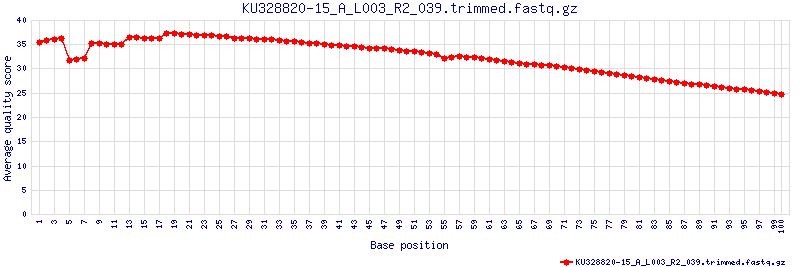 KU328820-15_A_L003_R2_039.trimmed.fastq.gz
Average quality score
40
35
30
25
20
15
10
5
0
1 3 5 7 9 11 13 15 17 19 21 23 25 27 29 31 33 35 37 39 41 43 45 47 49 51 53 55 57 59 61 63 65 67 69 71 73 75 77 79 81 83 85 87 89 91 93 95 97 99 100
Base position
KU328820-15_A_L003_R2_039.trimmed.fastq.gz